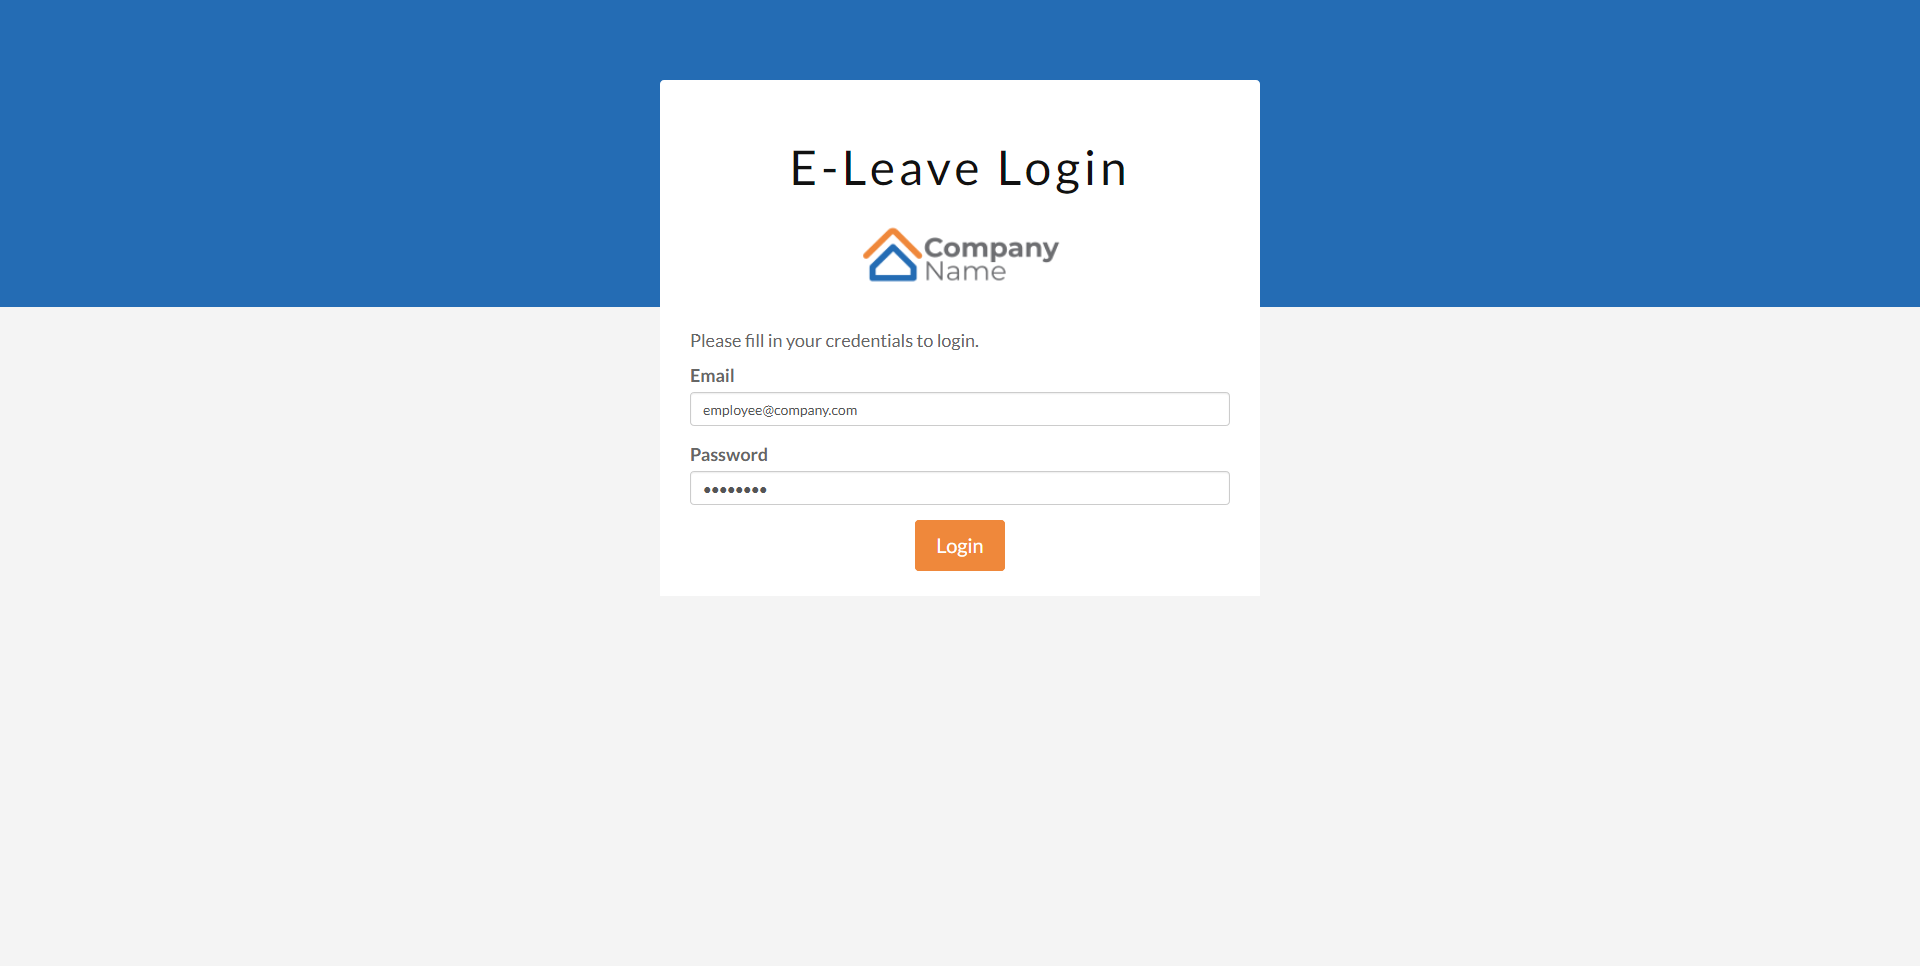 E-Leave Login
Company
Name
Please fill in your credentials to login.
Email
employee@company.com
Password
••••••••
Login